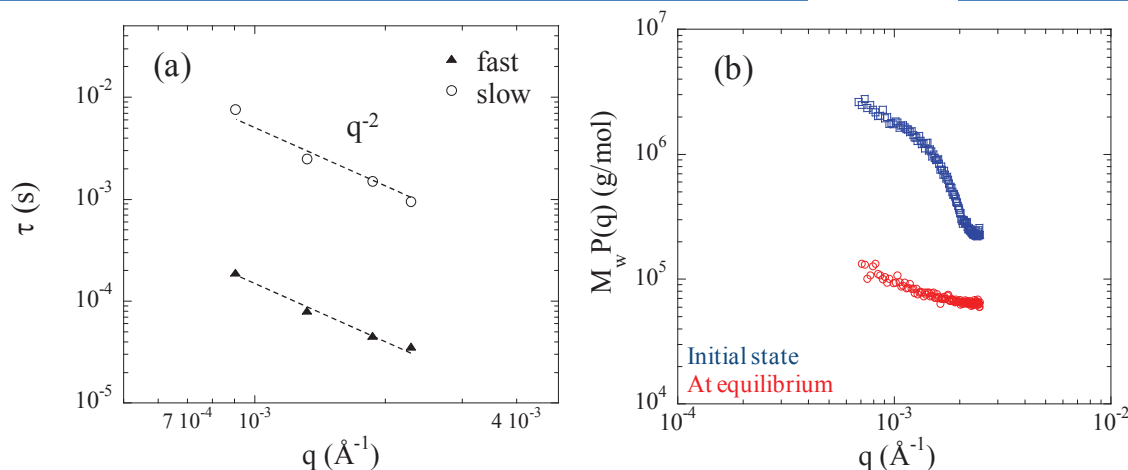 (a)
fast
slow
q⁻²
10⁻²
10⁻³
10⁻⁴
10⁻⁵
τ (s)
7 10⁻⁴
10⁻³
4 10⁻³
q (Å⁻¹)
(b)
10⁷
10⁶
10⁵
10⁴
M_w P(q) (g/mol)
Initial state
At equilibrium
10⁻⁴
10⁻³
10⁻²
q (Å⁻¹)